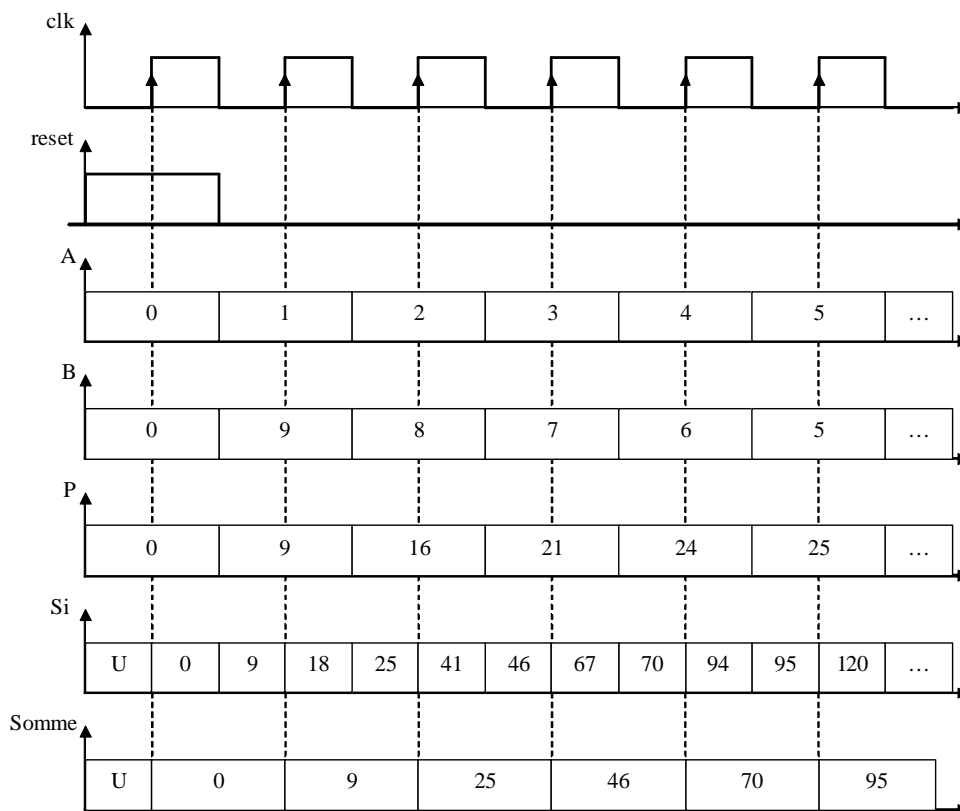 clk
reset
A
0 1 2 3 4 5 …
B
0 9 8 7 6 5 …
P
0 9 16 21 24 25 …
Si
U 0 9 18 25 41 46 67 70 94 95 120 …
Somme
U 0 9 25 46 70 95